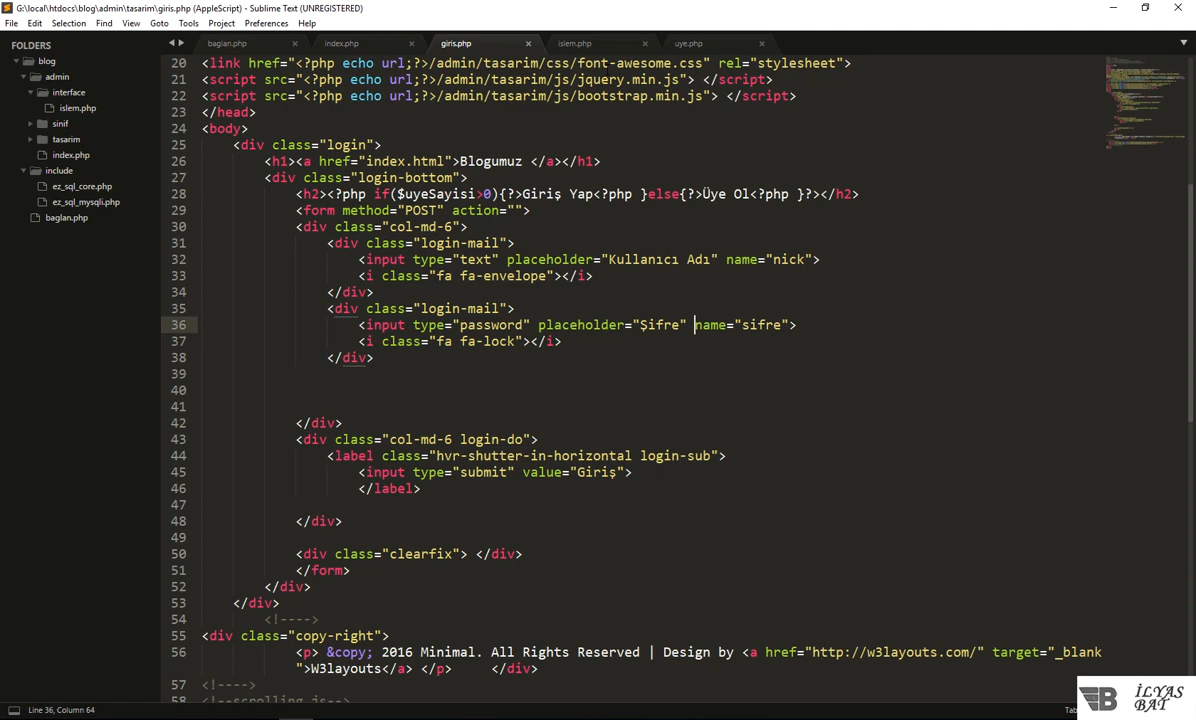 G:\local\htdocs\blog\admin\tasarim\giris.php (AppleScript) - Sublime Text (UNREGISTERED)
File Edit Selection Find View Goto Tools Project Preferences Help
FOLDERS
blog
admin
interface
islem.php
sinif
tasarim
index.php
include
ez_sql_core.php
ez_sql_mysqli.php
baglan.php
baglan.php × index.php × giris.php × islem.php × uye.php ×
20 <link href="<?php echo url;?>/admin/tasarim/css/font-awesome.css" rel="stylesheet">
21 <script src="<?php echo url;?>/admin/tasarim/js/jquery.min.js"> </script>
22 <script src="<?php echo url;?>/admin/tasarim/js/bootstrap.min.js"> </script>
23 </head>
24 <body>
25 <div class="login">
26 <h1><a href="index.html">Blogumuz </a></h1>
27 <div class="login-bottom">
28 <h2><?php if($uyeSayisi>0){?>Giriş Yap<?php }else{?>Üye Ol<?php }?></h2>
29 <form method="POST" action="">
30 <div class="col-md-6">
31 <div class="login-mail">
32 <input type="text" placeholder="Kullanıcı Adı" name="nick">
33 <i class="fa fa-envelope"></i>
34 </div>
35 <div class="login-mail">
36 <input type="password" placeholder="Şifre" name="sifre">
37 <i class="fa fa-lock"></i>
38 </div>
39
40
41
42 </div>
43 <div class="col-md-6 login-do">
44 <label class="hvr-shutter-in-horizontal login-sub">
45 <input type="submit" value="Giriş">
46 </label>
47
48 </div>
49
50 <div class="clearfix"> </div>
51 </form>
52 </div>
53 </div>
54 <!---->
55 <div class="copy-right">
56 <p> &copy; 2016 Minimal. All Rights Reserved | Design by <a href="http://w3layouts.com/" target="_blank
">W3layouts</a> </p> </div>
57 <!---->
58 <!--scrolling js-->
Line 36, Column 64
İLYAS
BAT